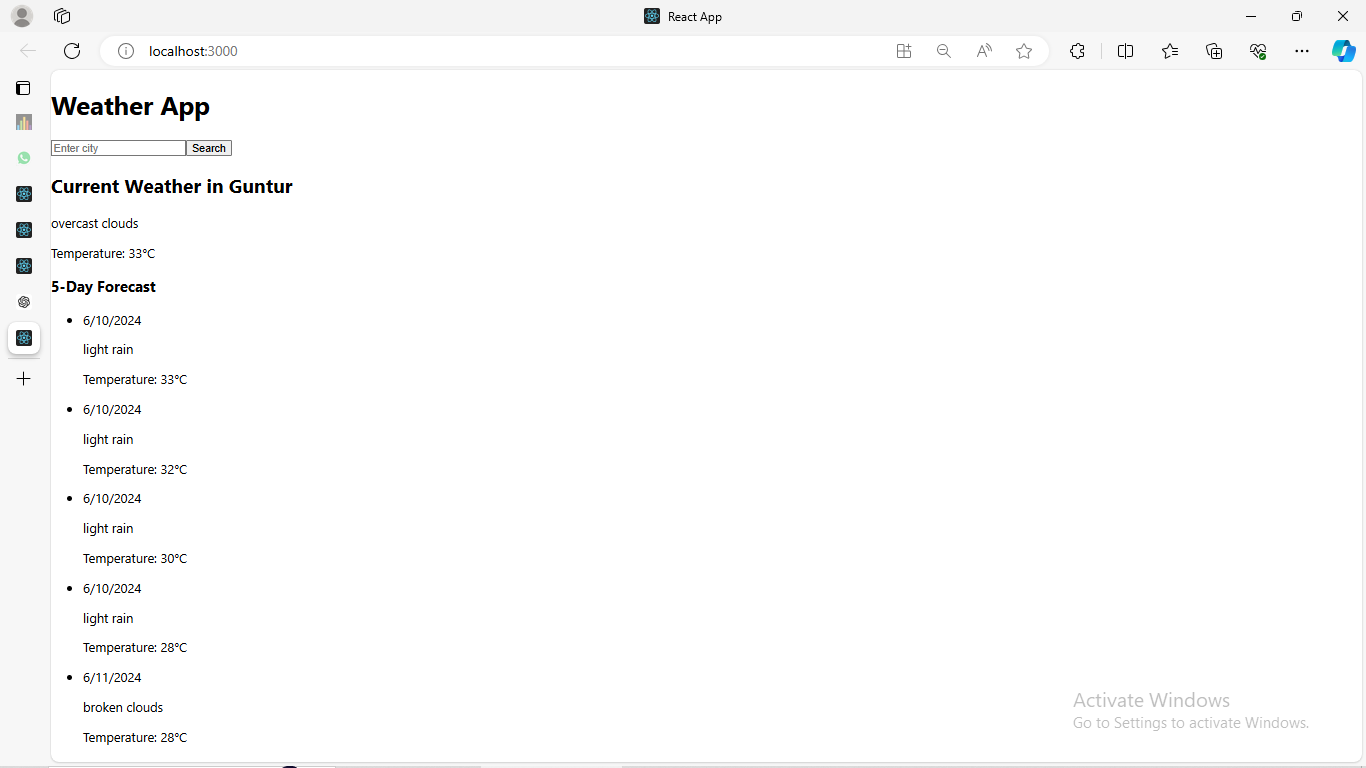 React App
localhost:3000
Weather App
Enter city Search
Current Weather in Guntur
overcast clouds
Temperature: 33°C
5-Day Forecast
6/10/2024
light rain
Temperature: 33°C
6/10/2024
light rain
Temperature: 32°C
6/10/2024
light rain
Temperature: 30°C
6/10/2024
light rain
Temperature: 28°C
6/11/2024
broken clouds
Temperature: 28°C
Activate Windows
Go to Settings to activate Windows.